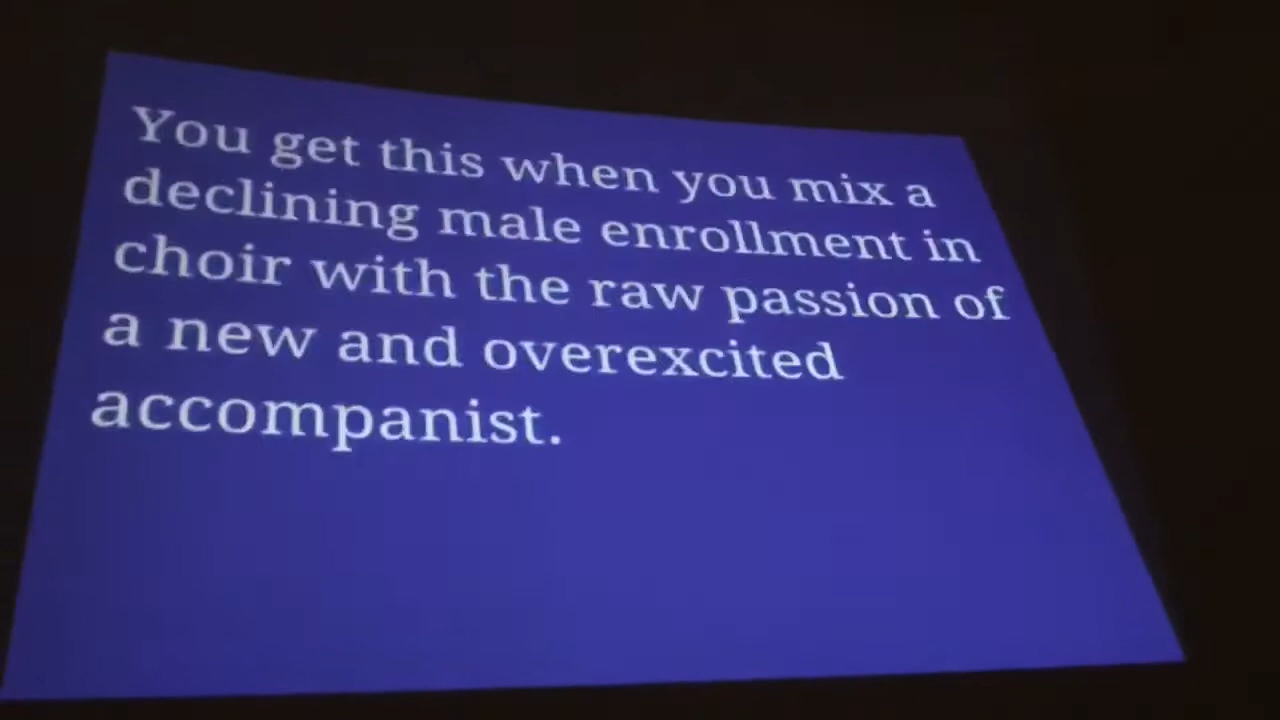 You get this when you mix a
declining male enrollment in
choir with the raw passion of
a new and overexcited
accompanist.